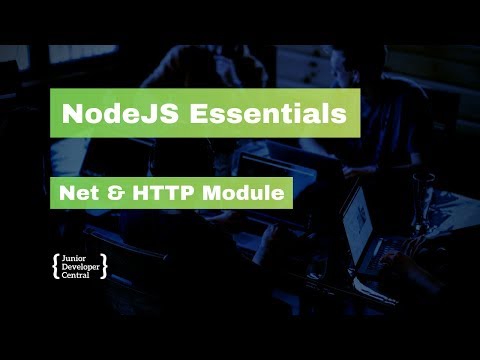 NodeJS Essentials
Net & HTTP Module
Junior
Developer
Central